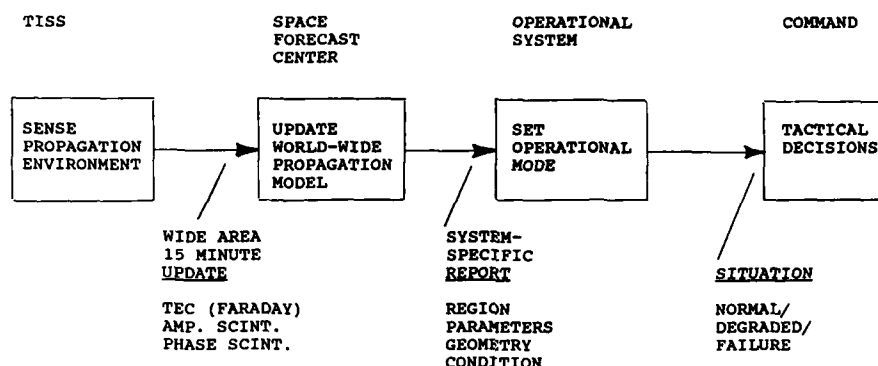 TISS
SPACE
FORECAST
CENTER
OPERATIONAL
SYSTEM
COMMAND
SENSE
PROPAGATION
ENVIRONMENT
UPDATE
WORLD-WIDE
PROPAGATION
MODEL
SET
OPERATIONAL
MODE
TACTICAL
DECISIONS
WIDE AREA
15 MINUTE
UPDATE
TEC (FARADAY)
AMP. SCINT.
PHASE SCINT.
SYSTEM-
SPECIFIC
REPORT
REGION
PARAMETERS
GEOMETRY
CONDITION
SITUATION
NORMAL/
DEGRADED/
FAILURE